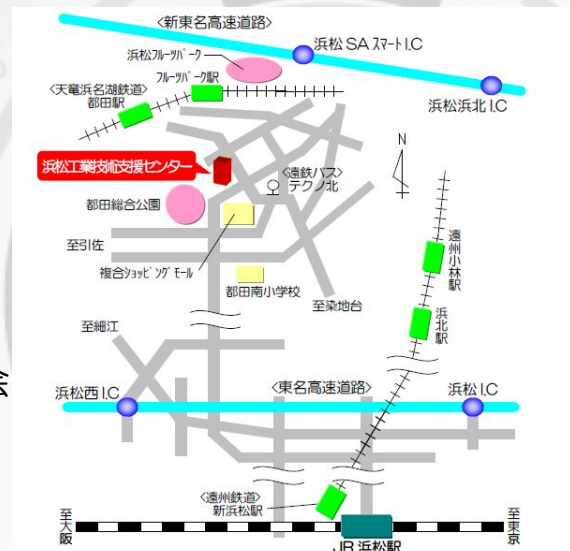 〈新東名高速道路〉
浜松フルーツパーク
浜松SAスマートI.C
〈天竜浜名湖鉄道〉
都田駅
フルーツパーク駅
浜松浜北I.C
N
浜松工業技術支援センター
〈遠鉄バス〉
テクノ北
都田総合公園
至引佐
複合ショッピングモール
都田南小学校
遠州小林駅
浜北駅
至染地台
至細江
会
浜松西I.C
〈東名高速道路〉
浜松I.C
〈遠州鉄道〉
新浜松駅
至大阪
至東京
JR浜松駅